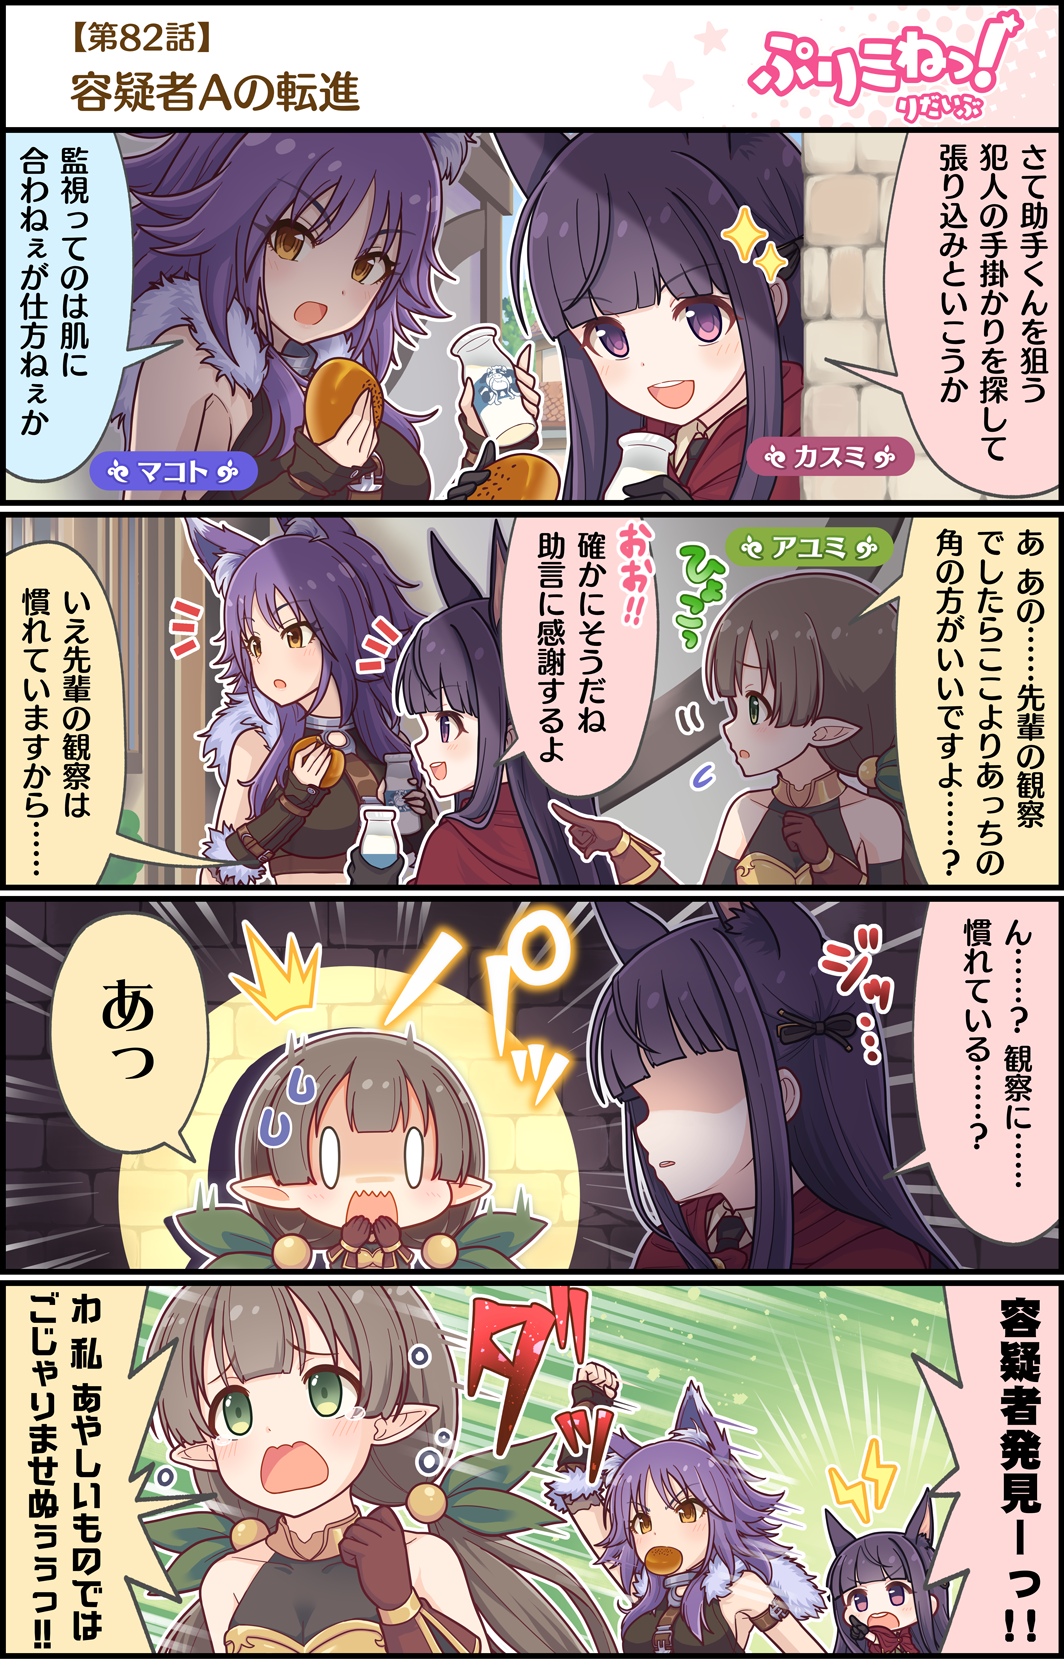 【第82話】
容疑者Aの転進
ぷりこねっ!
りだいぶ
さて助手くんを狙う
犯人の手掛かりを探して
張り込みといこうか
カスミ
監視ってのは肌に
合わねぇが仕方ねぇか
マコト
あ あの……先輩の観察
でしたらここよりあっちの
角の方がいいですよ……?
アユミ
ひょこっ
おお!!
確かにそうだね
助言に感謝するよ
いえ先輩の観察は
慣れていますから……
ん……? 観察に……
慣れている……?
ジッ…
パッ
あっ
容疑者発見ーっ!!
ダッ
わ 私 あやしいものでは
ごじゃりませぬぅぅっ!!